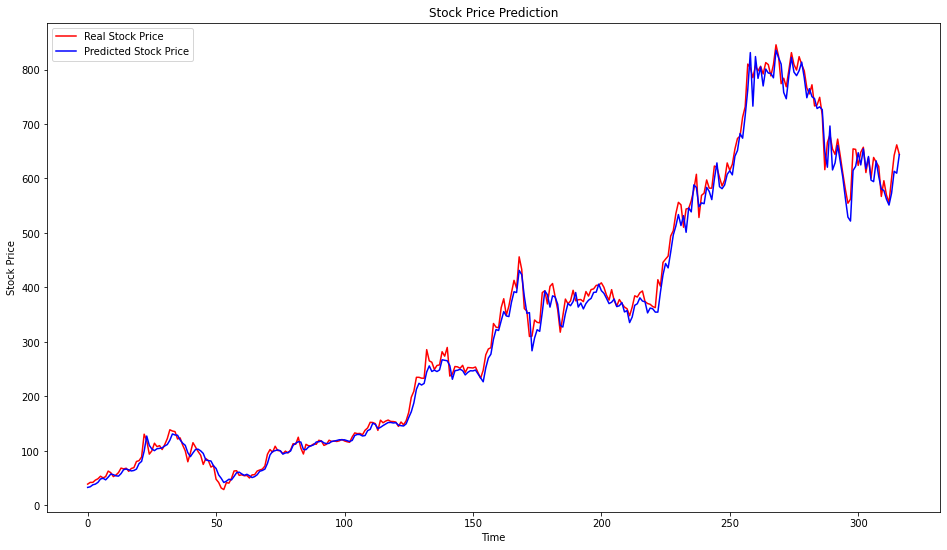 Stock Price Prediction
Real Stock Price
Predicted Stock Price
Stock Price
800
700
600
500
400
300
200
100
0
0 50 100 150 200 250 300
Time